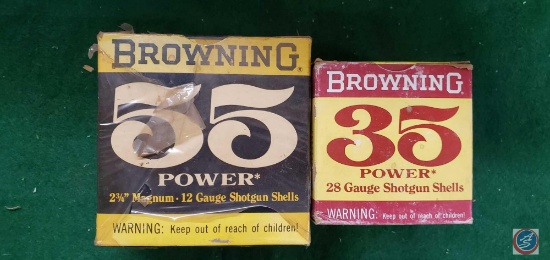 BROWNING
55
POWER*
2¾" Magnum - 12 Gauge Shotgun Shells
WARNING: Keep out of reach of children!
BROWNING
35
POWER*
28 Gauge Shotgun Shells
WARNING: Keep out of reach of children!